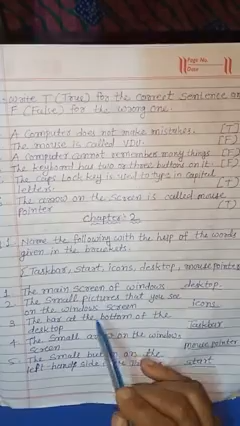 Page No.
Date
Write T (True) for the correct sentence or
F (False) for the wrong one.
A Computer does not make mistakes. [T]
The mouse is called VDU. [F]
A Computer cannot remember many things.
The keyboard has two or three buttons on it. [F]
The Caps Lock key is used to type in capital
letters. [T]
The arrow on the Screen is called mouse
pointer [T]
Chapter-2
1. Name the following with the help of the words
given in the brackets.
[Taskbar, start, icons, desktop, mouse pointer
1 The main screen of windows desktop.
2 The Small pictures that you see
on the windows screen icons
3 The bar at the bottom of the
desktop Taskbar
4 The Small on the windows
screen mouse pointer
5. The Small on the
left-hand side start